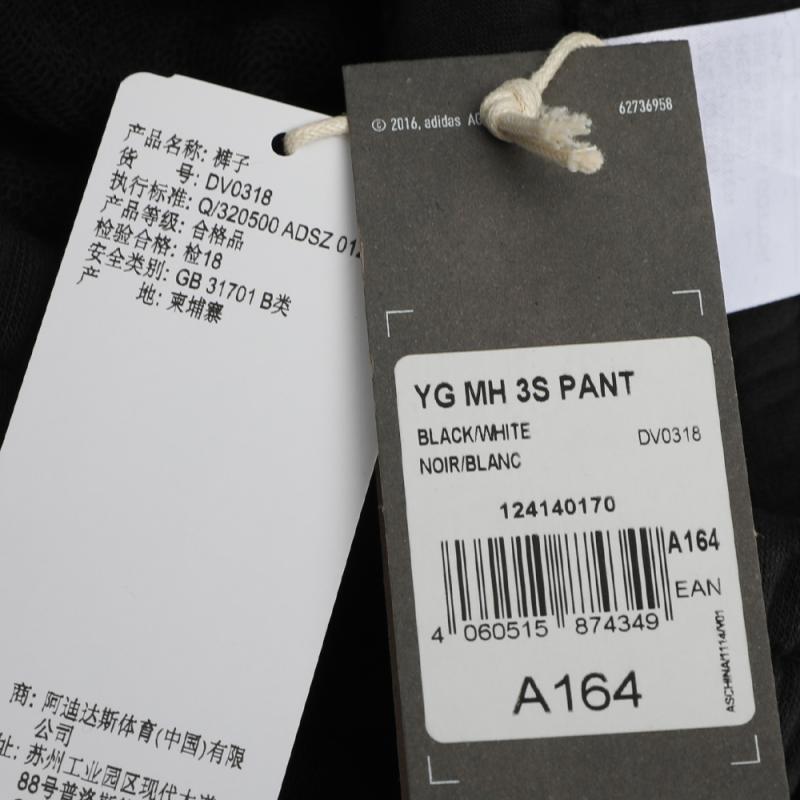 产品名称: 裤子
货 号: DV0318
执行标准: Q/320500 ADSZ 01
产品等级: 合格品
检验合格: 检18
安全类别: GB 31701 B类
产 地: 柬埔寨
商: 阿迪达斯体育(中国)有限
公司
址: 苏州工业园区现代大道
88号普洛斯
© 2016, adidas
62736958
YG MH 3S PANT
BLACK/WHITE DV0318
NOIR/BLANC
124140170
A164
EAN
4 060515 874349
A164
ASCHINA/1114/V01